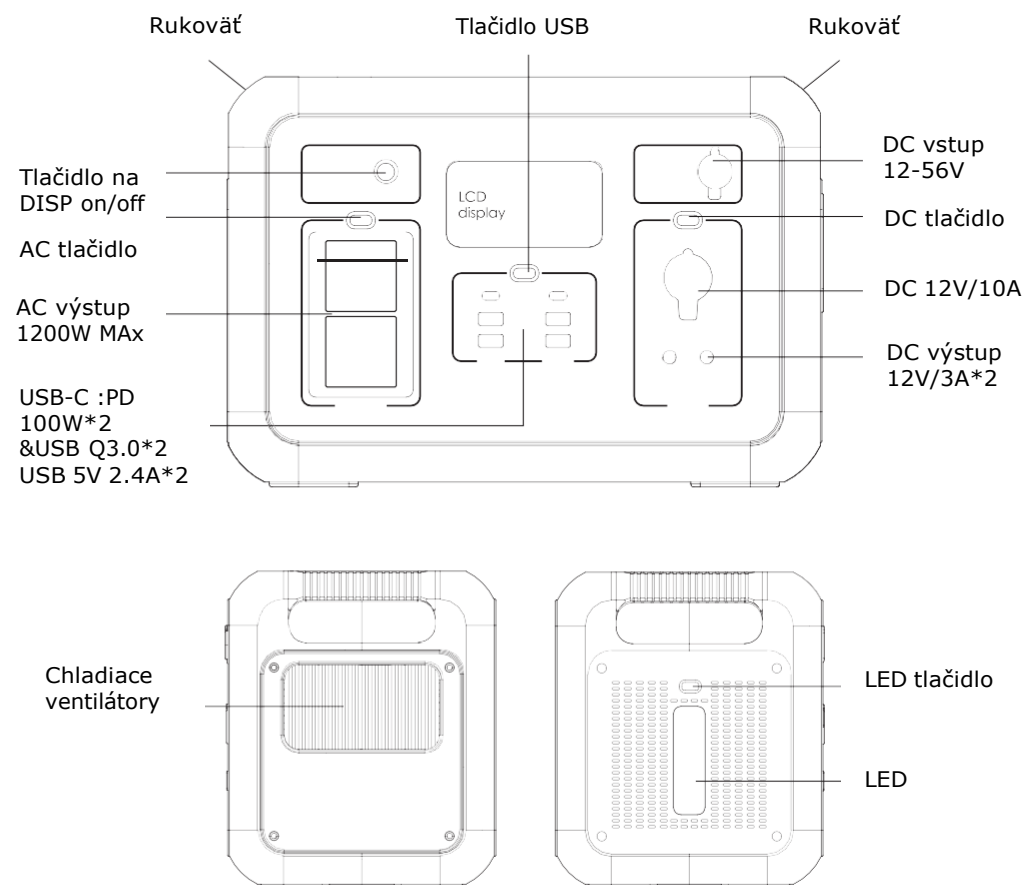 Rukoväť
Tlačidlo USB
Rukoväť
Tlačidlo na
DISP on/off
AC tlačidlo
AC výstup
1200W MAx
USB-C :PD
100W*2
&USB Q3.0*2
USB 5V 2.4A*2
LCD
display
DC vstup
12-56V
DC tlačidlo
DC 12V/10A
DC výstup
12V/3A*2
Chladiace
ventilátory
LED tlačidlo
LED